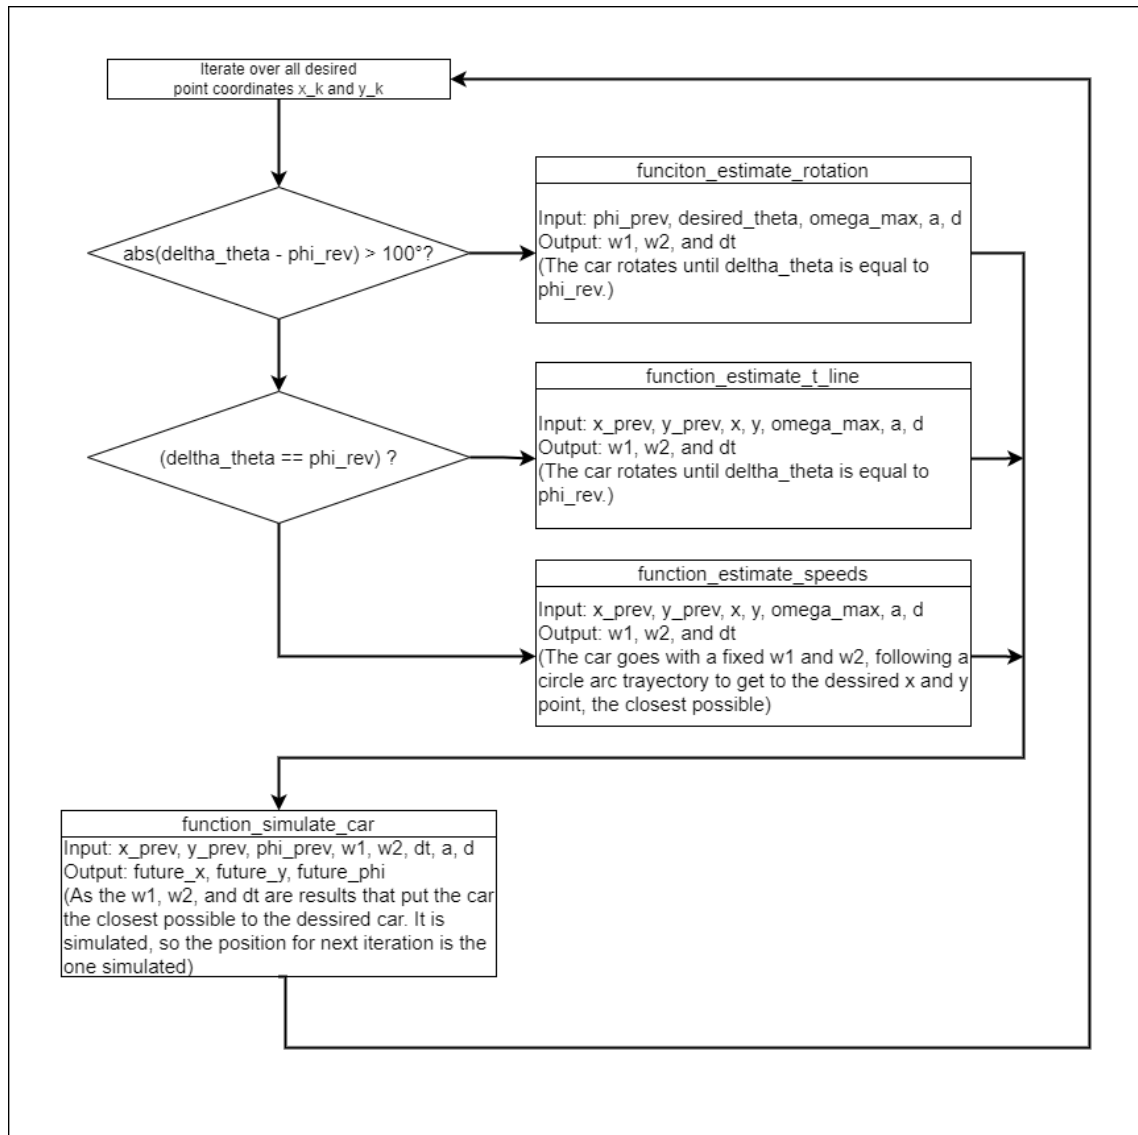 Iterate over all desired
point coordinates x_k and y_k
abs(deltha_theta - phi_rev) > 100°?
funciton_estimate_rotation
Input: phi_prev, desired_theta, omega_max, a, d
Output: w1, w2, and dt
(The car rotates until deltha_theta is equal to
phi_rev.)
(deltha_theta == phi_rev) ?
function_estimate_t_line
Input: x_prev, y_prev, x, y, omega_max, a, d
Output: w1, w2, and dt
(The car rotates until deltha_theta is equal to
phi_rev.)
function_estimate_speeds
Input: x_prev, y_prev, x, y, omega_max, a, d
Output: w1, w2, and dt
(The car goes with a fixed w1 and w2, following a
circle arc trayectory to get to the dessired x and y
point, the closest possible)
function_simulate_car
Input: x_prev, y_prev, phi_prev, w1, w2, dt, a, d
Output: future_x, future_y, future_phi
(As the w1, w2, and dt are results that put the car
the closest possible to the dessired car. It is
simulated, so the position for next iteration is the
one simulated)